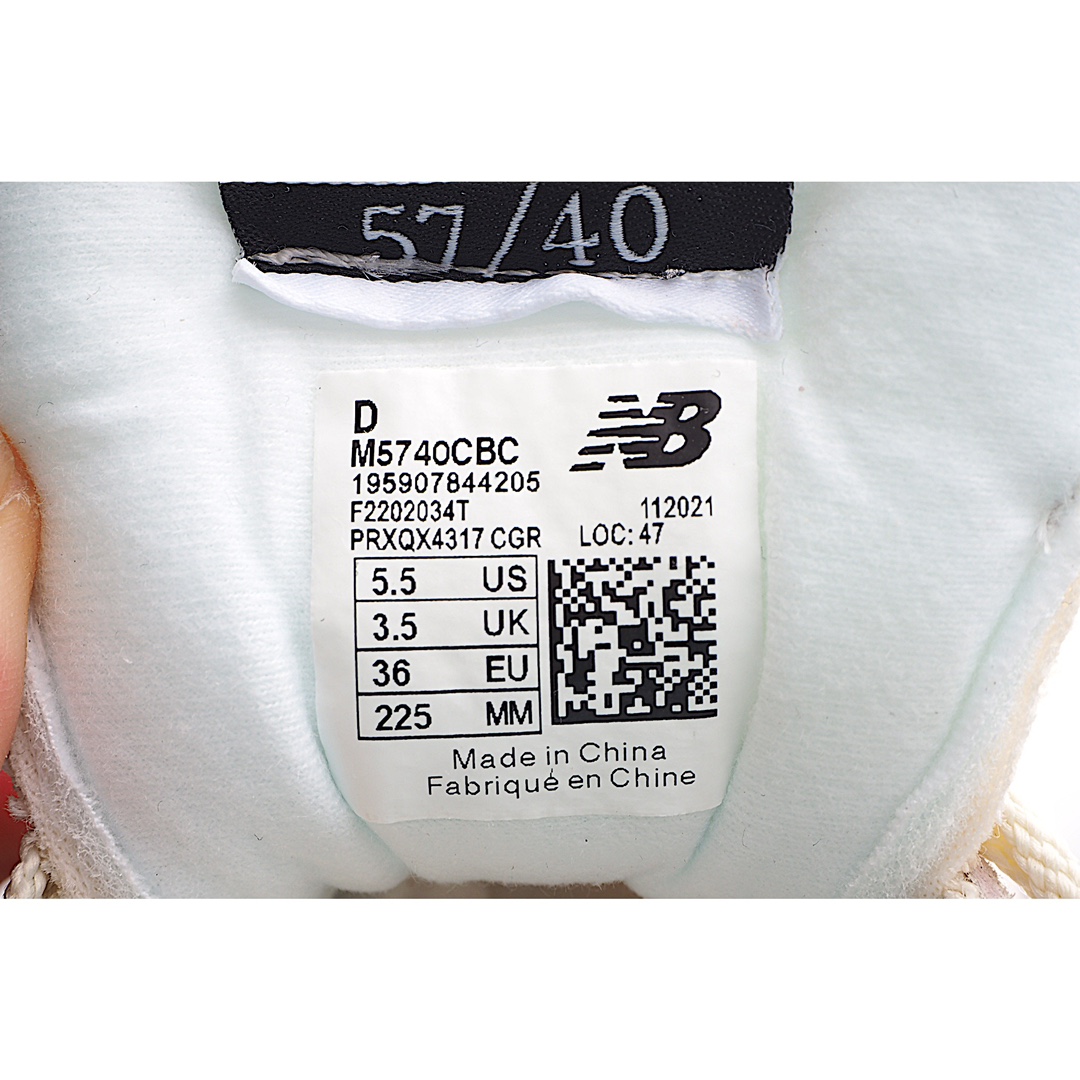 57/40
D
NB
M5740CBC
195907844205
F2202034T 112021
PRXQX4317 CGR LOC: 47
5.5 US
3.5 UK
36 EU
225 MM
Made in China
Fabriqué en Chine